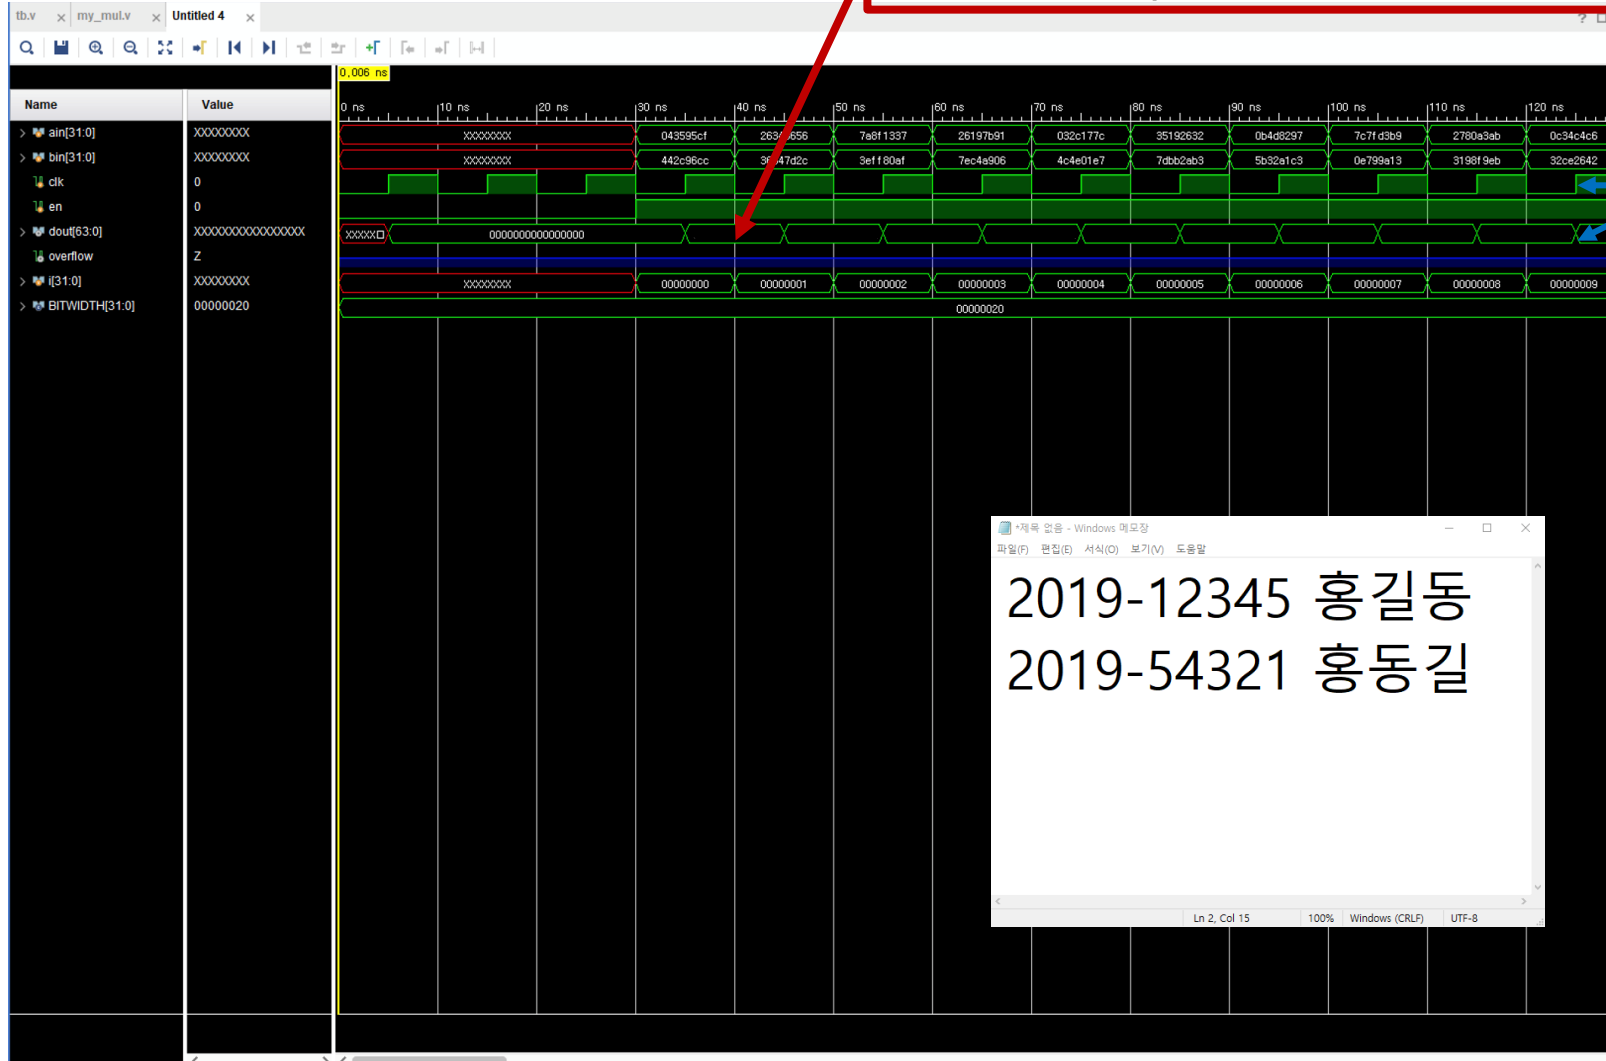 tb.v × my_mul.v × Untitled 4 ×
0.006 ns
Name Value
0 ns 10 ns 20 ns 30 ns 40 ns 50 ns 60 ns 70 ns 80 ns 90 ns 100 ns 110 ns 120 ns
ain[31:0] XXXXXXXX XXXXXXXX 043595cf 7a8f1337 26197b91 032c177c 35192632 0b4d8297 7c7fd3b9 2780a3ab 0c34c4c6
bin[31:0] XXXXXXXX XXXXXXXX 442c96cc 3eff80af 7ec4a906 4c4e01e7 7dbb2ab3 5b32a1c3 0e799a13 3198f9eb 32ce2642
clk 0
en 0
dout[63:0] XXXXXXXXXXXXXXXX XXXXX 0000000000000000
overflow Z
i[31:0] XXXXXXXX XXXXXXXX 00000000 00000001 00000002 00000003 00000004 00000005 00000006 00000007 00000008 00000009
BITWIDTH[31:0] 00000020 00000020
*제목 없음 - Windows 메모장
파일(F) 편집(E) 서식(O) 보기(V) 도움말
2019-12345 홍길동
2019-54321 홍동길
Ln 2, Col 15 100% Windows (CRLF) UTF-8